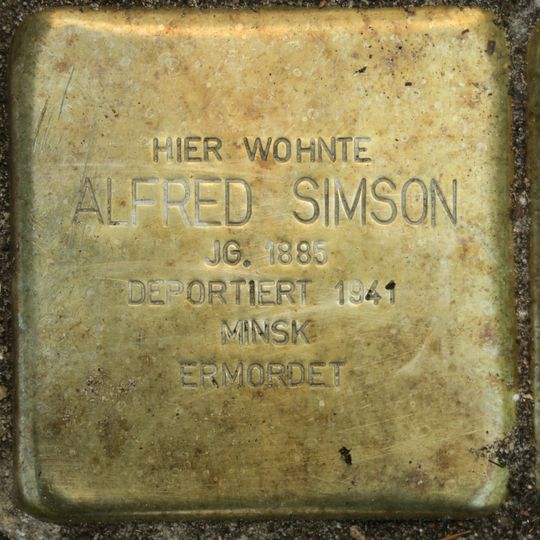 HIER WOHNTE
ALFRED SIMSON
JG. 1885
DEPORTIERT 1941
MINSK
ERMORDET